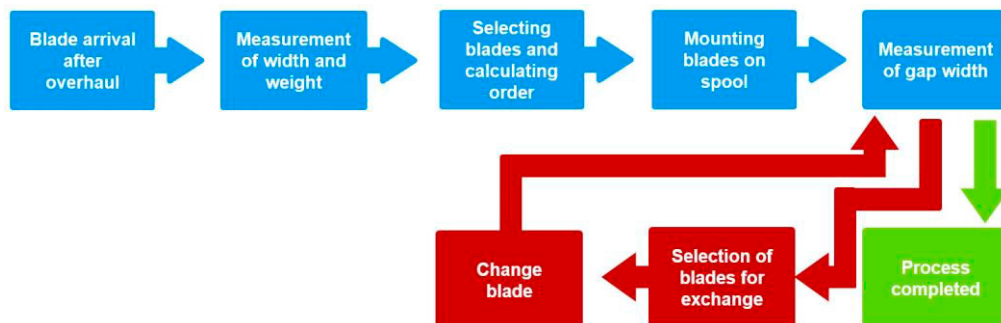 Blade arrival
after
overhaul
Measurement
of width and
weight
Selecting
blades and
calculating
order
Mounting
blades on
spool
Measurement
of gap width
Change
blade
Selection of
blades for
exchange
Process
completed